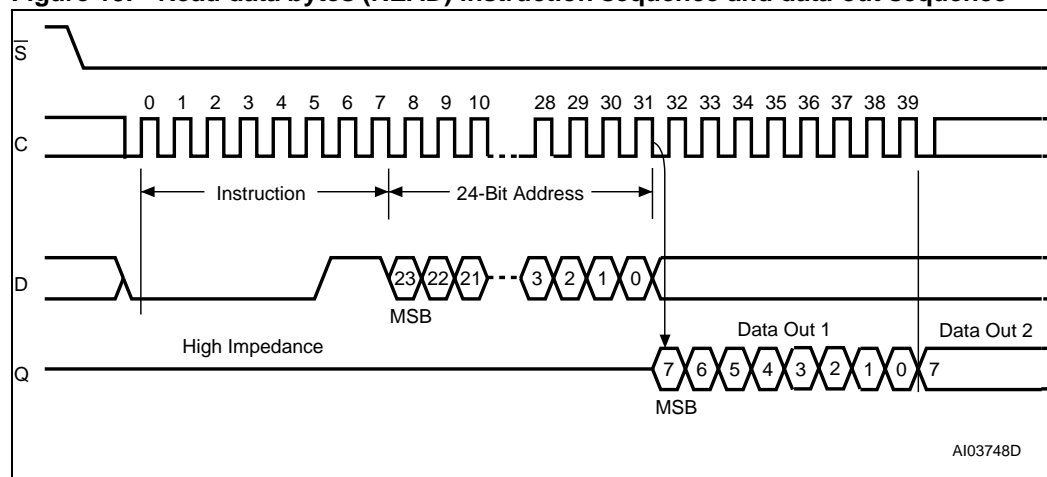 Figure 13. Read data bytes (READ) instruction sequence and data-out sequence
S
0 1 2 3 4 5 6 7 8 9 10 28 29 30 31 32 33 34 35 36 37 38 39
C
Instruction 24-Bit Address
D
23 22 21 3 2 1 0
MSB
Data Out 1 Data Out 2
High Impedance
Q
7 6 5 4 3 2 1 0 7
MSB
AI03748D